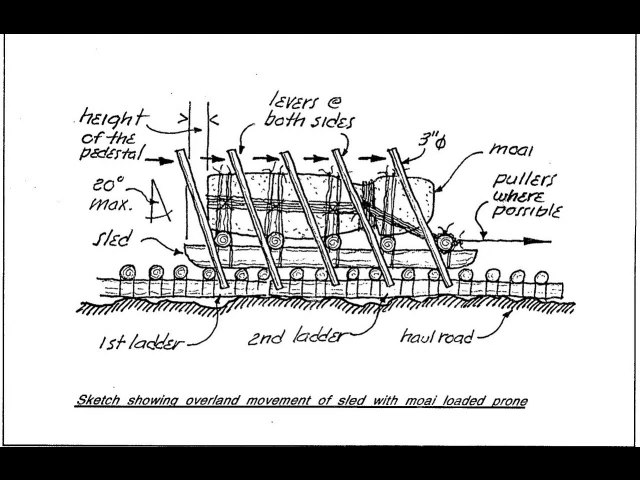 height
of the
pedestal
levers @
both sides
3"φ
moai
20°
max.
pullers
where
possible
sled
1st ladder
2nd ladder
haul road
Sketch showing overland movement of sled with moai loaded prone